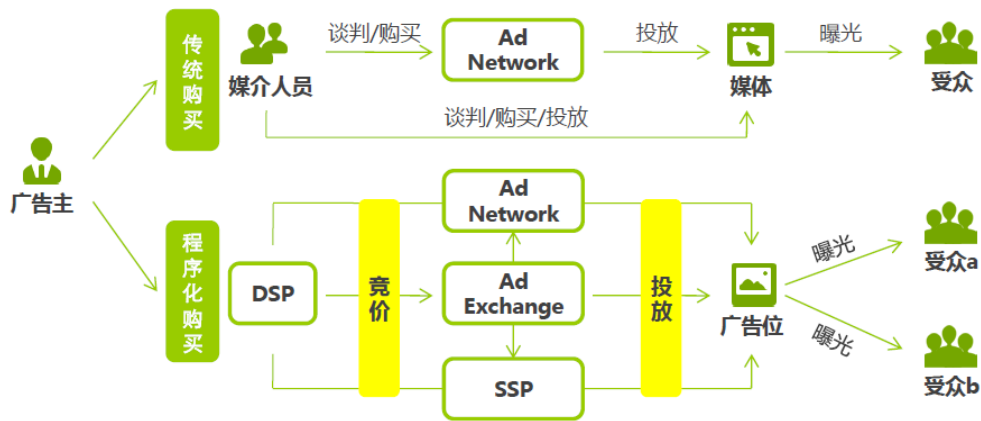 传统购买
媒介人员
谈判/购买
Ad
Network
投放
媒体
曝光
受众
谈判/购买/投放
广告主
程序化购买
DSP
竞价
Ad
Network
Ad
Exchange
SSP
投放
广告位
曝光
受众a
曝光
受众b